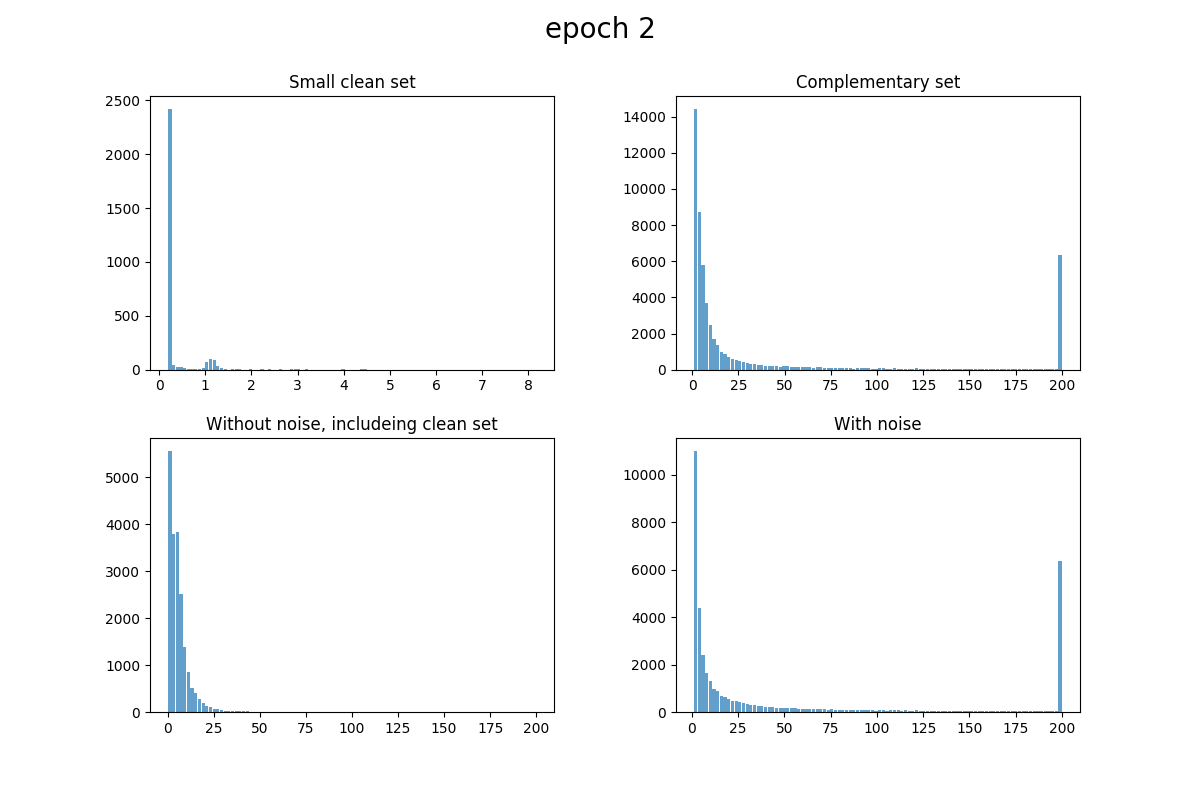 epoch 2
Small clean set
2500
2000
1500
1000
500
0
0 1 2 3 4 5 6 7 8
Complementary set
14000
12000
10000
8000
6000
4000
2000
0
0 25 50 75 100 125 150 175 200
Without noise, includeing clean set
5000
4000
3000
2000
1000
0
0 25 50 75 100 125 150 175 200
With noise
10000
8000
6000
4000
2000
0
0 25 50 75 100 125 150 175 200